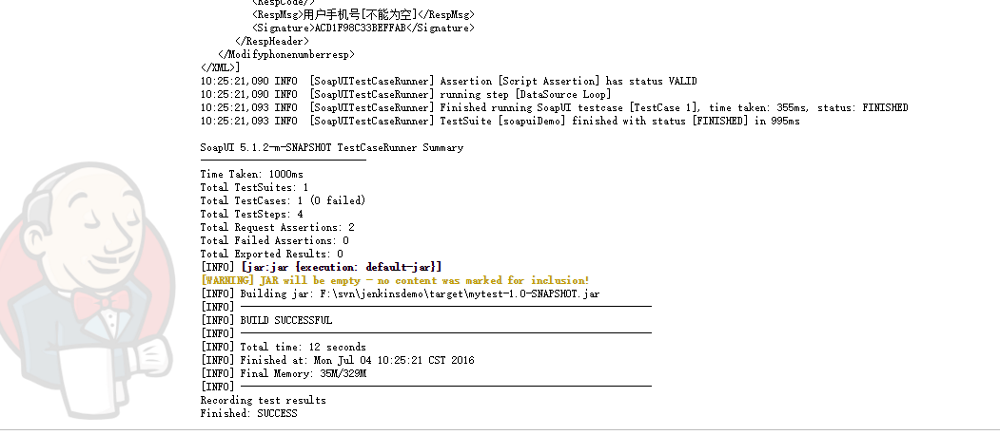 <RespCode/>
<RespMsg>用户手机号[不能为空]</RespMsg>
<Signature>ACD1F98C33BEFFAB</Signature>
</RespHeader>
</Modifyphonenumberresp>
</XML>]
10:25:21,090 INFO  [SoapUITestCaseRunner] Assertion [Script Assertion] has status VALID
10:25:21,090 INFO  [SoapUITestCaseRunner] running step [DataSource Loop]
10:25:21,093 INFO  [SoapUITestCaseRunner] Finished running SoapUI testcase [TestCase 1], time taken: 355ms, status: FINISHED
10:25:21,093 INFO  [SoapUITestCaseRunner] TestSuite [soapuiDemo] finished with status [FINISHED] in 995ms
SoapUI 5.1.2-m-SNAPSHOT TestCaseRunner Summary
-----------------------------
Time Taken: 1000ms
Total TestSuites: 1
Total TestCases: 1 (0 failed)
Total TestSteps: 4
Total Request Assertions: 2
Total Failed Assertions: 0
Total Exported Results: 0
[INFO] [jar:jar {execution: default-jar}]
[WARNING] JAR will be empty - no content was marked for inclusion!
[INFO] Building jar: F:\svn\jenkinsdemo\target\mytest-1.0-SNAPSHOT.jar
[INFO] ------------------------------------------------------------------------
[INFO] BUILD SUCCESSFUL
[INFO] ------------------------------------------------------------------------
[INFO] Total time: 12 seconds
[INFO] Finished at: Mon Jul 04 10:25:21 CST 2016
[INFO] Final Memory: 35M/329M
[INFO] ------------------------------------------------------------------------
Recording test results
Finished: SUCCESS